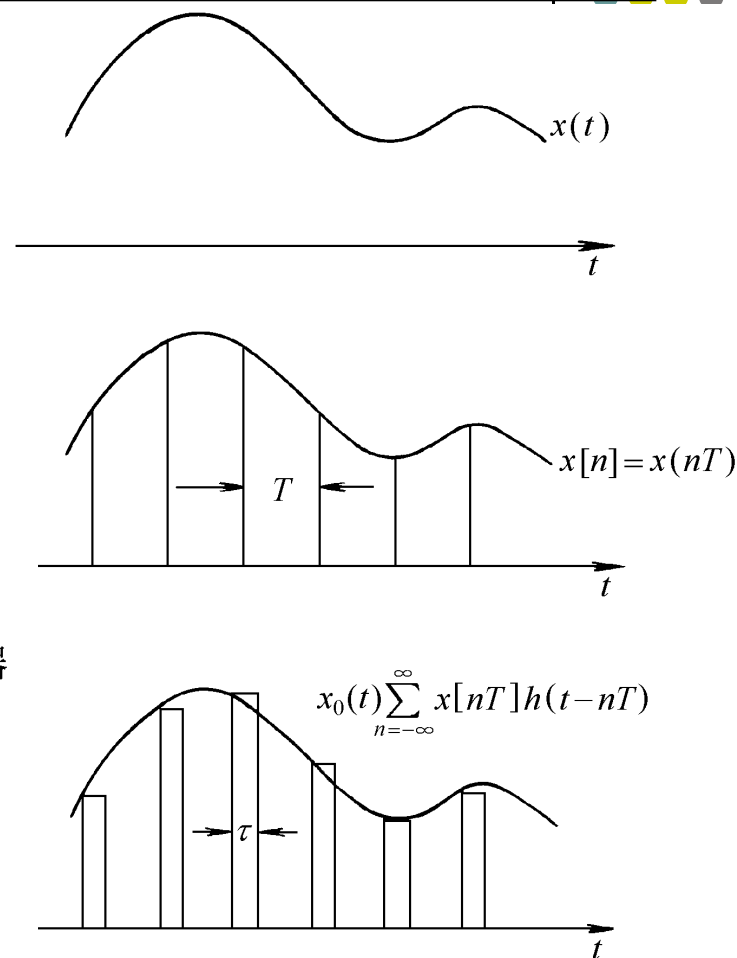 x(t)
t
x[n]=x(nT)
T
t
x₀(t)∑_{n=-∞}^{∞} x[nT]h(t-nT)
τ
t